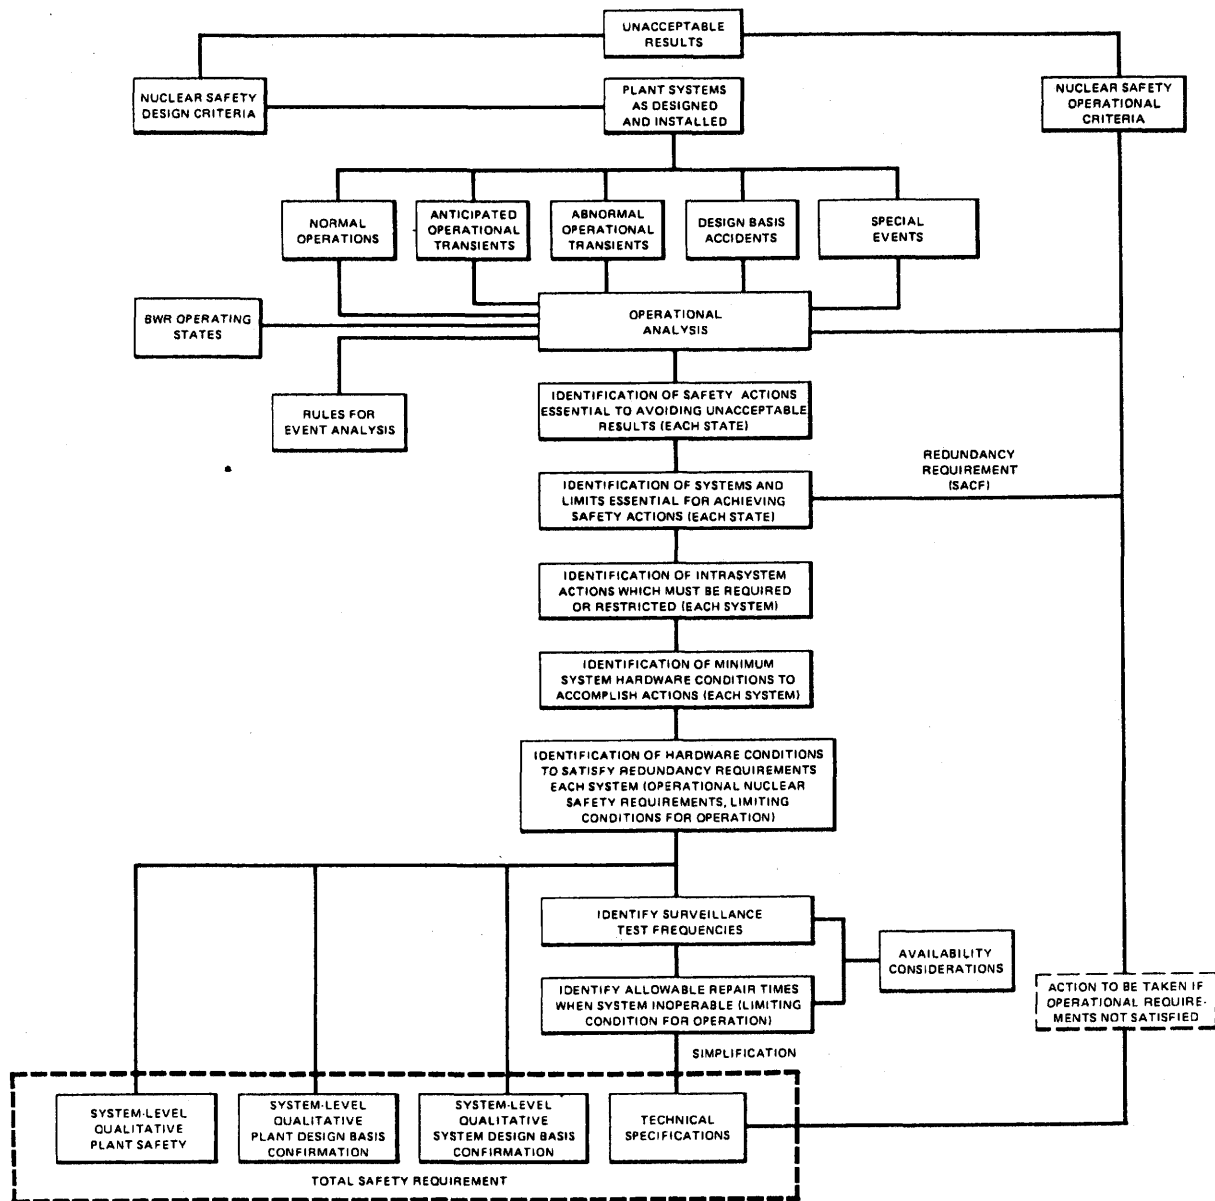 UNACCEPTABLE
RESULTS
NUCLEAR SAFETY
DESIGN CRITERIA
PLANT SYSTEMS
AS DESIGNED
AND INSTALLED
NUCLEAR SAFETY
OPERATIONAL
CRITERIA
NORMAL
OPERATIONS
ANTICIPATED
OPERATIONAL
TRANSIENTS
ABNORMAL
OPERATIONAL
TRANSIENTS
DESIGN BASIS
ACCIDENTS
SPECIAL
EVENTS
BWR OPERATING
STATES
OPERATIONAL
ANALYSIS
RULES FOR
EVENT ANALYSIS
IDENTIFICATION OF SAFETY ACTIONS
ESSENTIAL TO AVOIDING UNACCEPTABLE
RESULTS (EACH STATE)
REDUNDANCY
REQUIREMENT
(SACF)
IDENTIFICATION OF SYSTEMS AND
LIMITS ESSENTIAL FOR ACHIEVING
SAFETY ACTIONS (EACH STATE)
IDENTIFICATION OF INTRASYSTEM
ACTIONS WHICH MUST BE REQUIRED
OR RESTRICTED (EACH SYSTEM)
IDENTIFICATION OF MINIMUM
SYSTEM HARDWARE CONDITIONS TO
ACCOMPLISH ACTIONS (EACH SYSTEM)
IDENTIFICATION OF HARDWARE CONDITIONS
TO SATISFY REDUNDANCY REQUIREMENTS
EACH SYSTEM (OPERATIONAL NUCLEAR
SAFETY REQUIREMENTS, LIMITING
CONDITIONS FOR OPERATION)
IDENTIFY SURVEILLANCE
TEST FREQUENCIES
AVAILABILITY
CONSIDERATIONS
IDENTIFY ALLOWABLE REPAIR TIMES
WHEN SYSTEM INOPERABLE (LIMITING
CONDITION FOR OPERATION)
ACTION TO BE TAKEN IF
OPERATIONAL REQUIRE-
MENTS NOT SATISFIED
SIMPLIFICATION
SYSTEM-LEVEL
QUALITATIVE
PLANT SAFETY
SYSTEM-LEVEL
QUALITATIVE
PLANT DESIGN BASIS
CONFIRMATION
SYSTEM-LEVEL
QUALITATIVE
SYSTEM DESIGN BASIS
CONFIRMATION
TECHNICAL
SPECIFICATIONS
TOTAL SAFETY REQUIREMENT